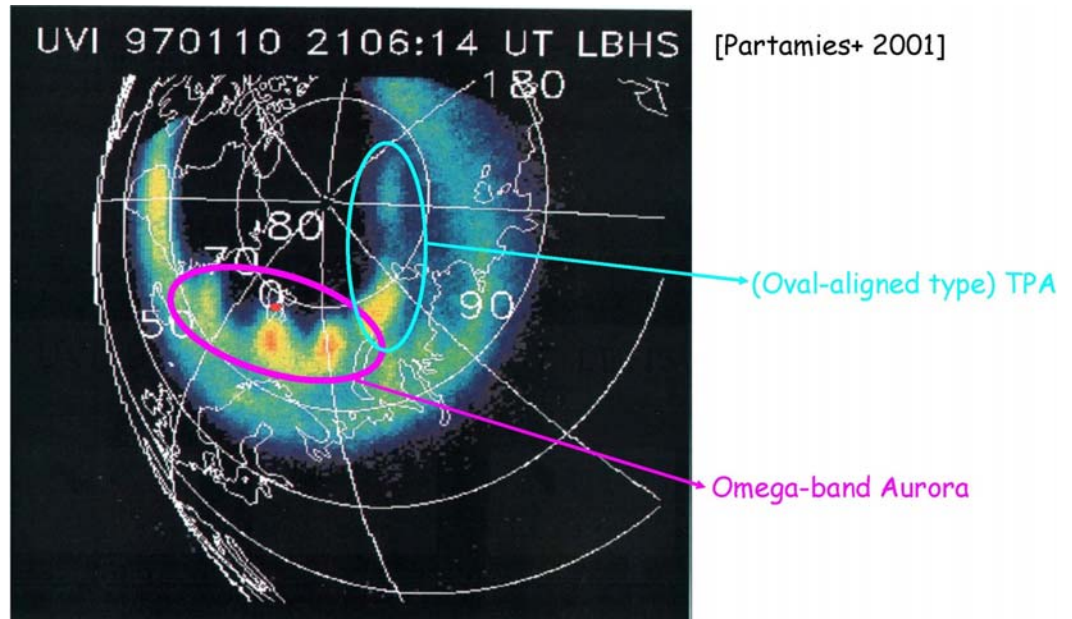 UVI 970110 2106:14 UT LBHS
[Partamies+ 2001]
180
80
70
0
50
90
(Oval-aligned type) TPA
Omega-band Aurora